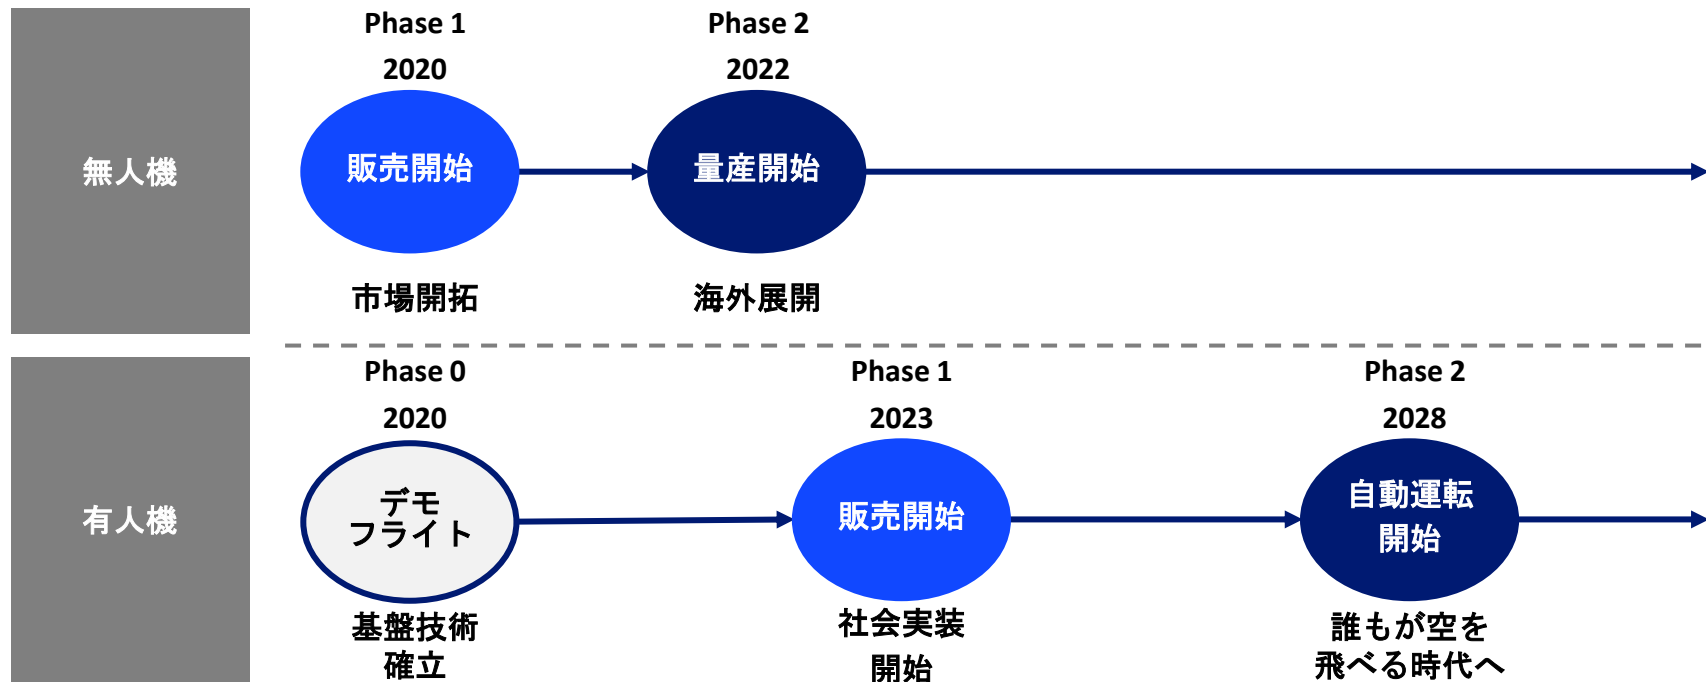 無人機
Phase 1
2020
販売開始
市場開拓
Phase 2
2022
量産開始
海外展開
有人機
Phase 0
2020
デモ
フライト
基盤技術
確立
Phase 1
2023
販売開始
社会実装
開始
Phase 2
2028
自動運転
開始
誰もが空を
飛べる時代へ